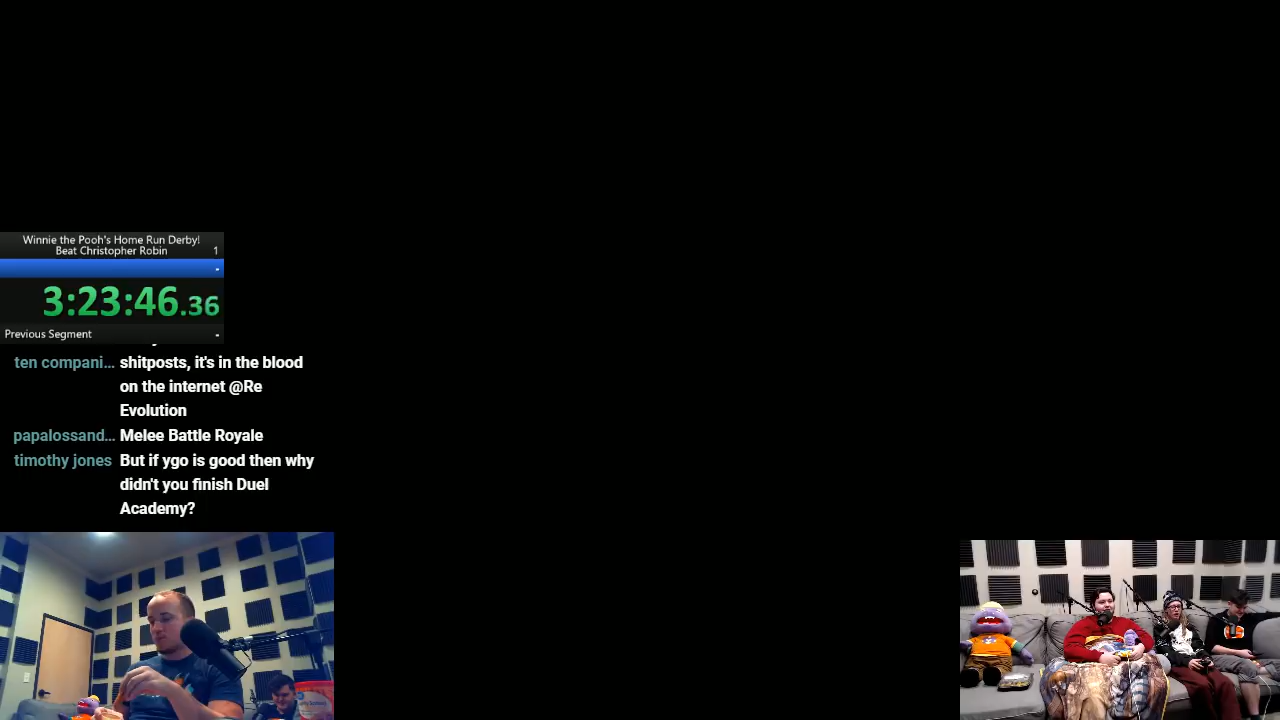 Winnie the Pooh's Home Run Derby!
Beat Christopher Robin 1
-
3:23:46.36
Previous Segment -
ten compani... shitposts, it's in the blood
on the internet @Re
Evolution
papalossand... Melee Battle Royale
timothy jones But if ygo is good then why
didn't you finish Duel
Academy?